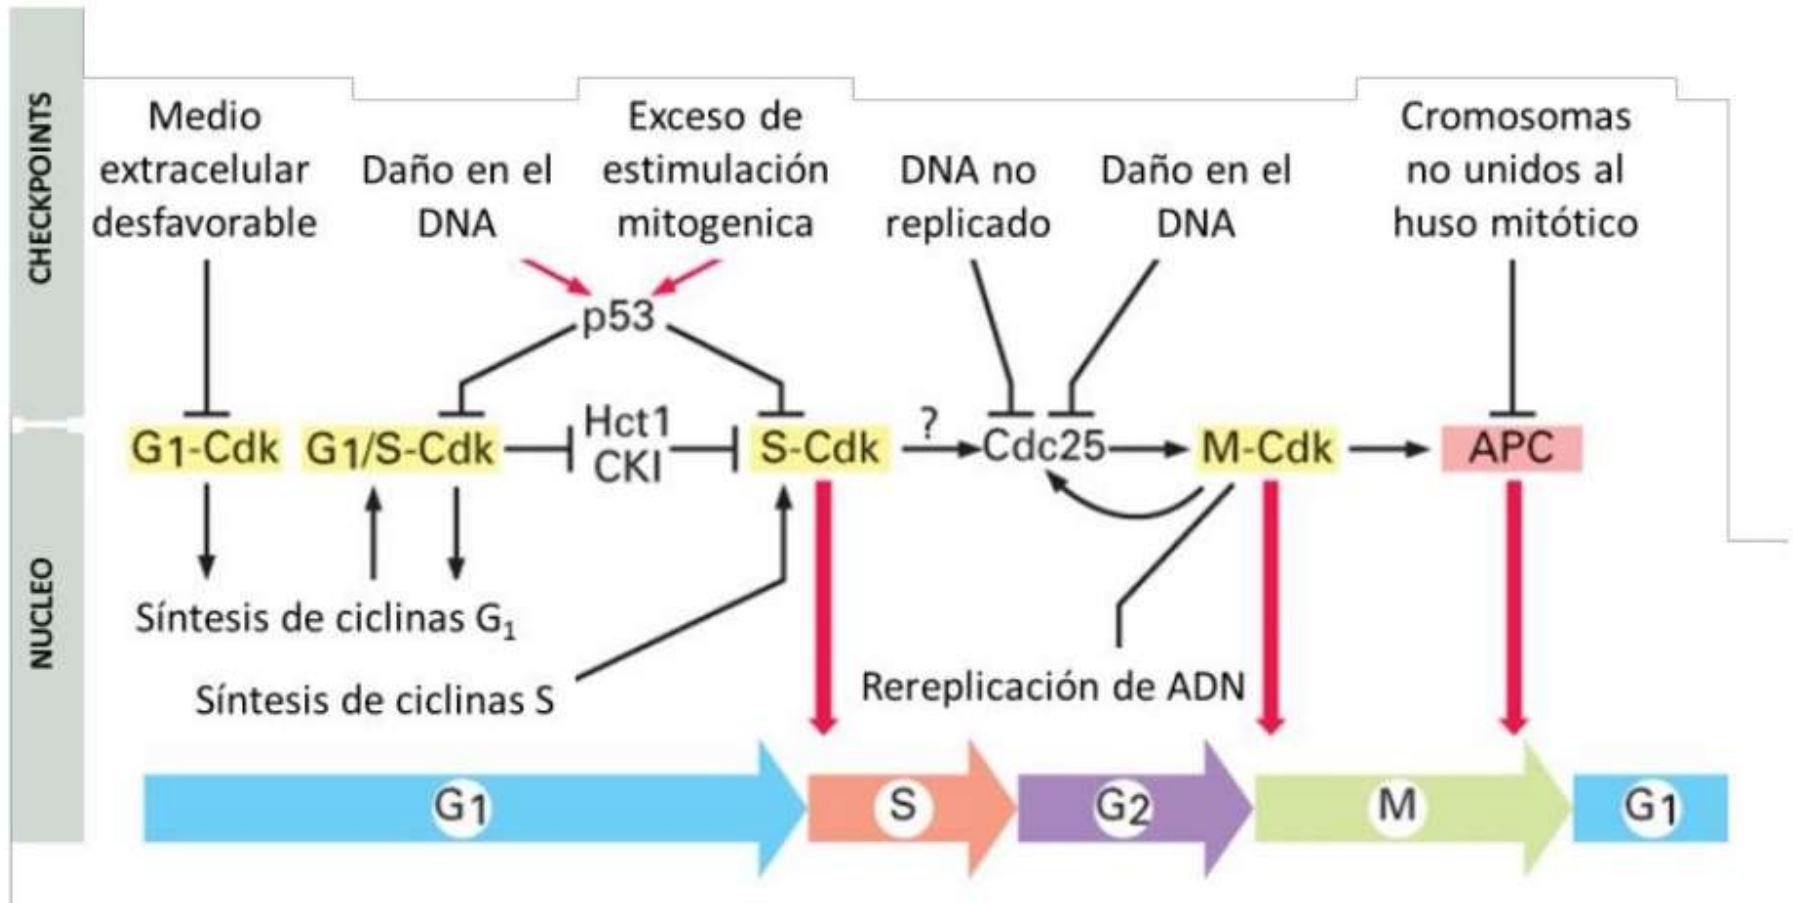 CHECKPOINTS
Medio
extracelular
desfavorable
Daño en el
DNA
Exceso de
estimulación
mitogenica
DNA no
replicado
Daño en el
DNA
Cromosomas
no unidos al
huso mitótico
p53
NUCLEO
G1-Cdk
G1/S-Cdk
Hct1
CKI
S-Cdk
?
Cdc25
M-Cdk
APC
Síntesis de ciclinas G₁
Síntesis de ciclinas S
Rereplicación de ADN
G1
S
G2
M
G1